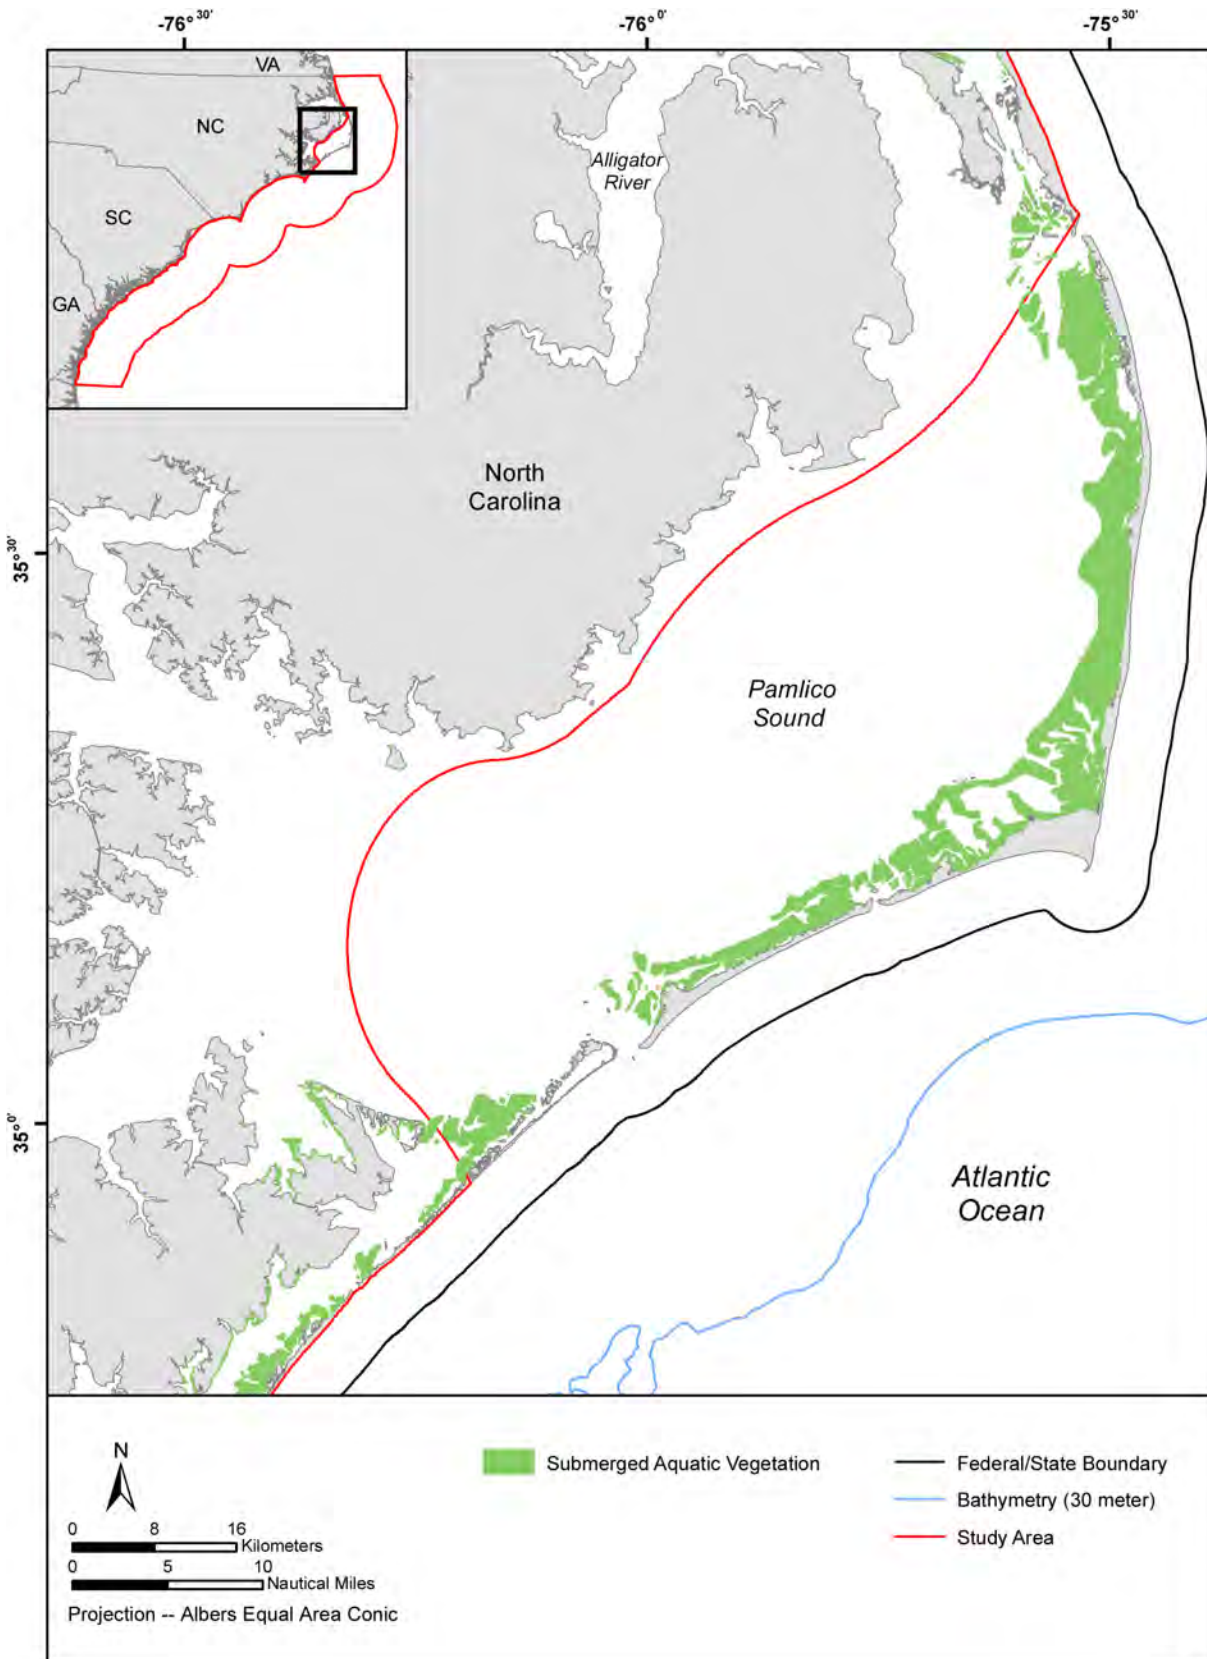 -76° 30'
-76° 0'
-75° 30'
VA
NC
SC
GA
Alligator
River
North
Carolina
35° 30'
Pamlico
Sound
35° 0'
Atlantic
Ocean
N
0 8 16
Kilometers
0 5 10
Nautical Miles
Projection -- Albers Equal Area Conic
Submerged Aquatic Vegetation
Federal/State Boundary
Bathymetry (30 meter)
Study Area